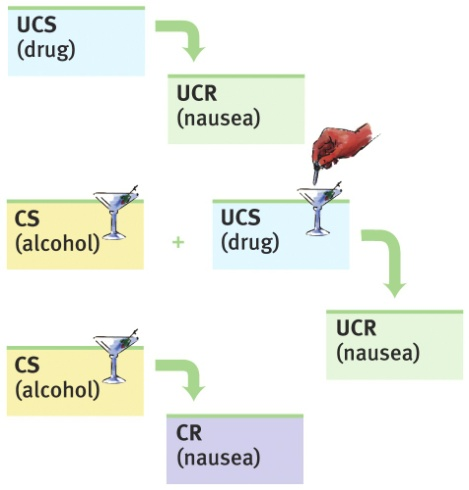 UCS
(drug)
UCR
(nausea)
CS
(alcohol)
+
UCS
(drug)
UCR
(nausea)
CS
(alcohol)
CR
(nausea)